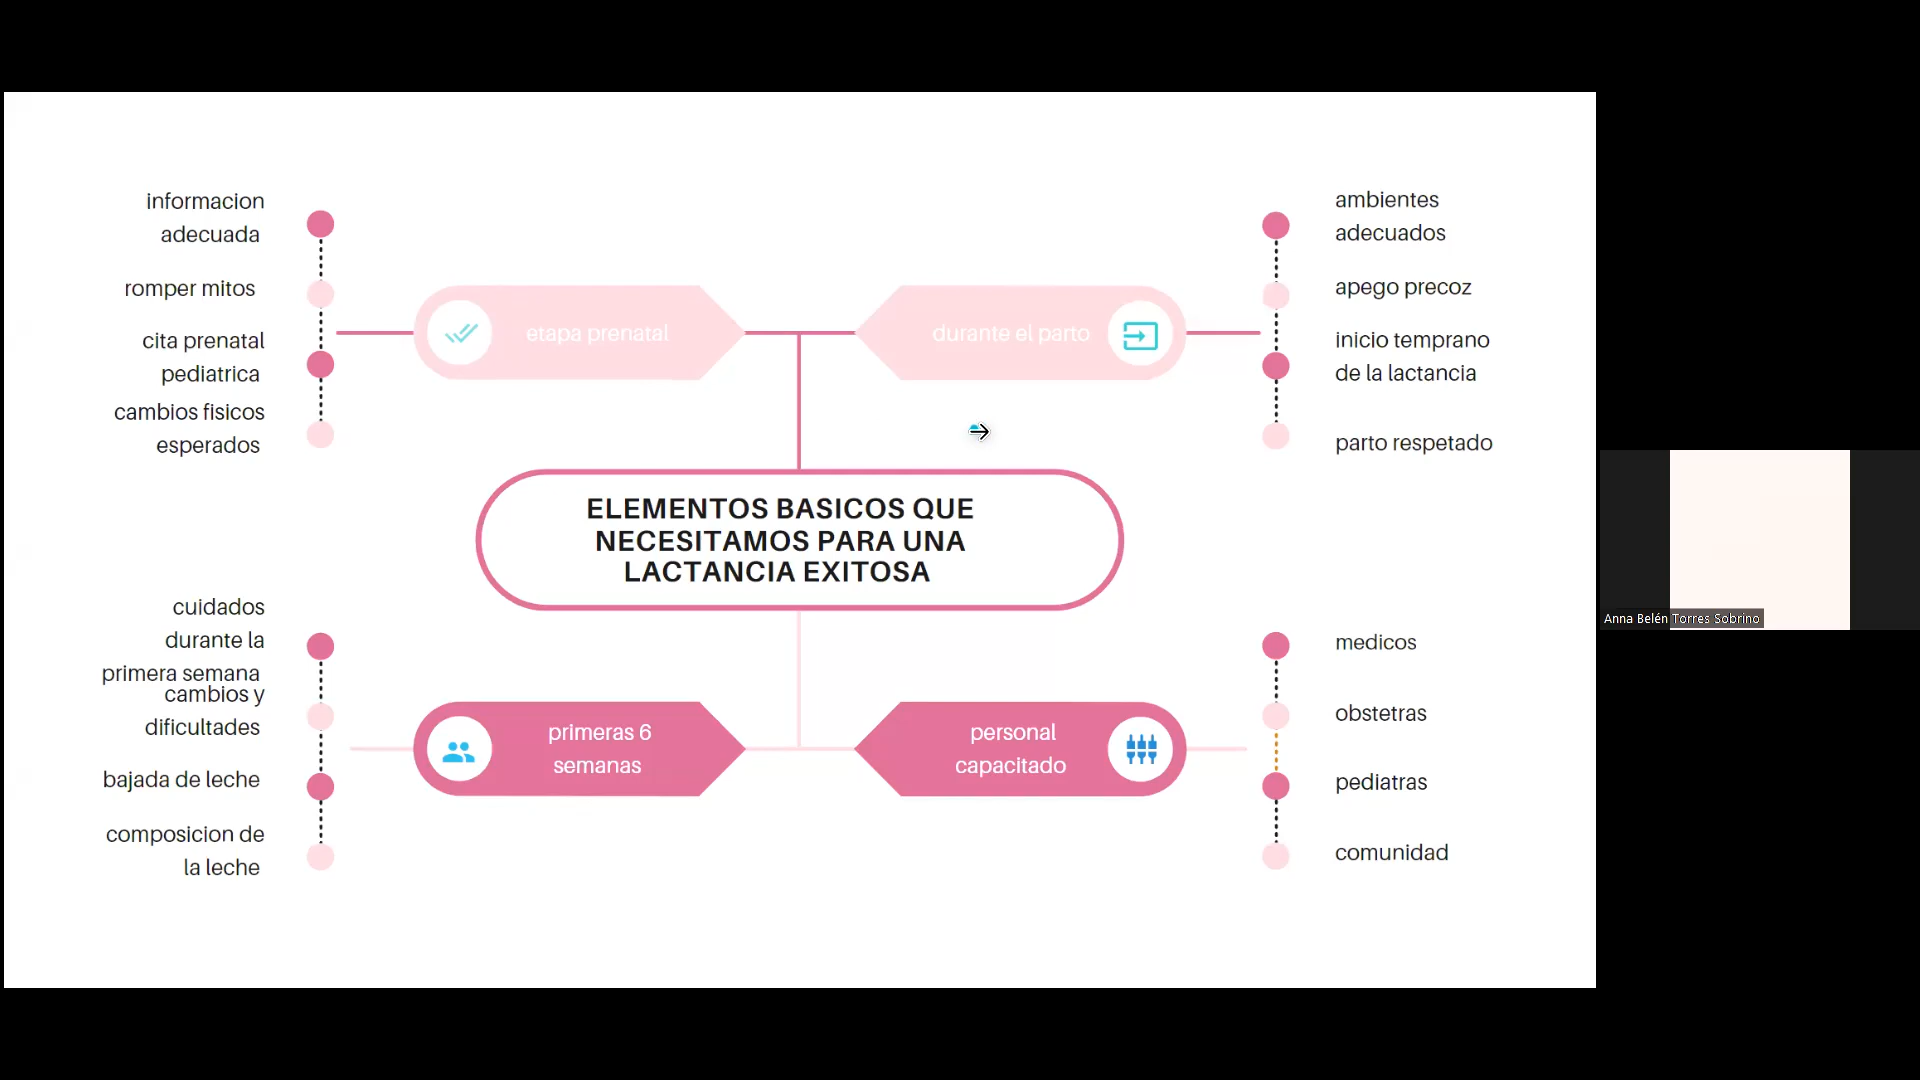 informacion
adecuada
romper mitos
cita prenatal
pediatrica
cambios fisicos
esperados
etapa prenatal
durante el parto
ambientes
adecuados
apego precoz
inicio temprano
de la lactancia
parto respetado
ELEMENTOS BASICOS QUE
NECESITAMOS PARA UNA
LACTANCIA EXITOSA
cuidados
durante la
primera semana
cambios y
dificultades
bajada de leche
composicion de
la leche
primeras 6
semanas
personal
capacitado
medicos
obstetras
pediatras
comunidad
Anna Belén Torres Sobrino